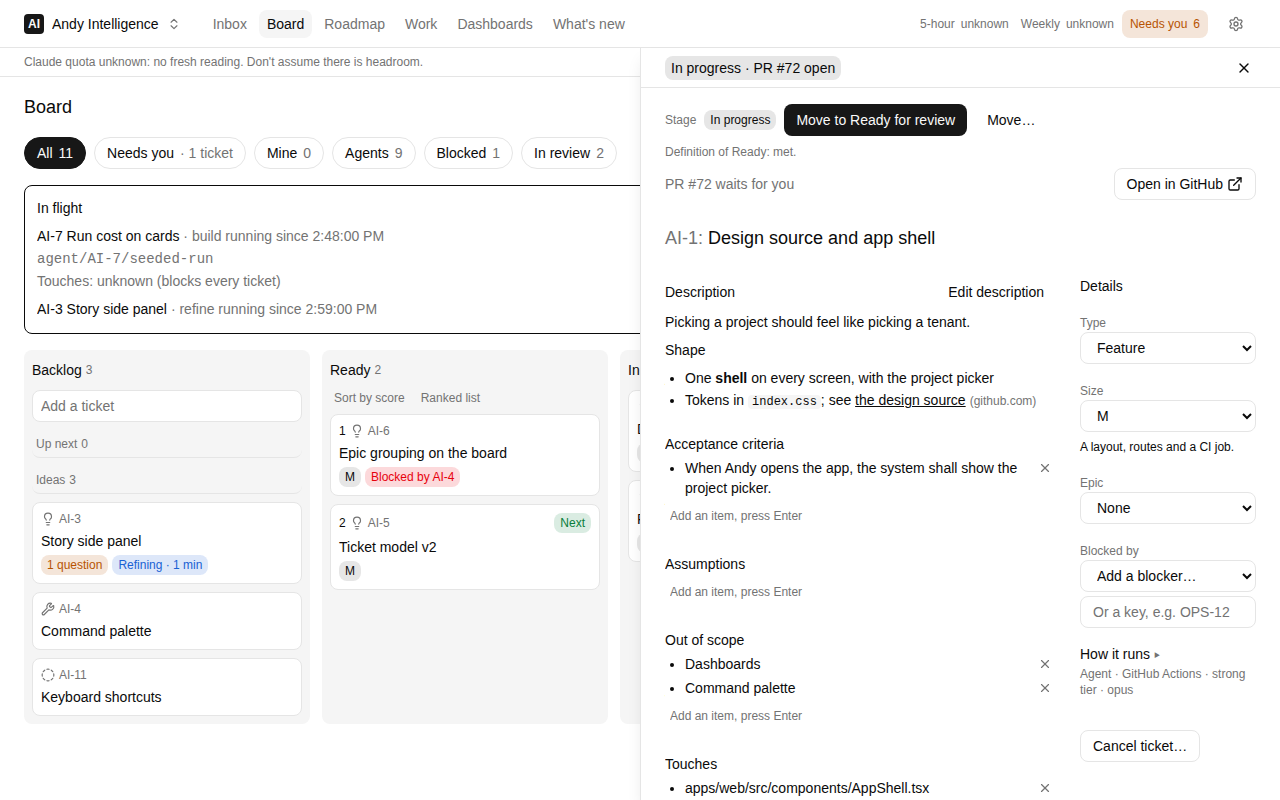 AI Andy Intelligence Inbox Board Roadmap Work Dashboards What's new 5-hour unknown Weekly unknown Needs you 6
Claude quota unknown: no fresh reading. Don't assume there is headroom.
Board
All 11 Needs you · 1 ticket Mine 0 Agents 9 Blocked 1 In review 2
In flight
AI-7 Run cost on cards · build running since 2:48:00 PM
agent/AI-7/seeded-run
Touches: unknown (blocks every ticket)
AI-3 Story side panel · refine running since 2:59:00 PM
Backlog 3
Add a ticket
Up next 0
Ideas 3
AI-3
Story side panel
1 question Refining · 1 min
AI-4
Command palette
AI-11
Keyboard shortcuts
Ready 2
Sort by score Ranked list
1 AI-6
Epic grouping on the board
M Blocked by AI-4
2 AI-5 Next
Ticket model v2
M
In
In progress · PR #72 open
Stage In progress Move to Ready for review Move…
Definition of Ready: met.
PR #72 waits for you Open in GitHub
AI-1: Design source and app shell
Description Edit description
Picking a project should feel like picking a tenant.
Shape
• One shell on every screen, with the project picker
• Tokens in index.css ; see the design source (github.com)
Acceptance criteria
• When Andy opens the app, the system shall show the
project picker.
Add an item, press Enter
Assumptions
Add an item, press Enter
Out of scope
• Dashboards
• Command palette
Add an item, press Enter
Touches
• apps/web/src/components/AppShell.tsx
Details
Type
Feature
Size
M
A layout, routes and a CI job.
Epic
None
Blocked by
Add a blocker…
Or a key, e.g. OPS-12
How it runs ▸
Agent · GitHub Actions · strong
tier · opus
Cancel ticket…